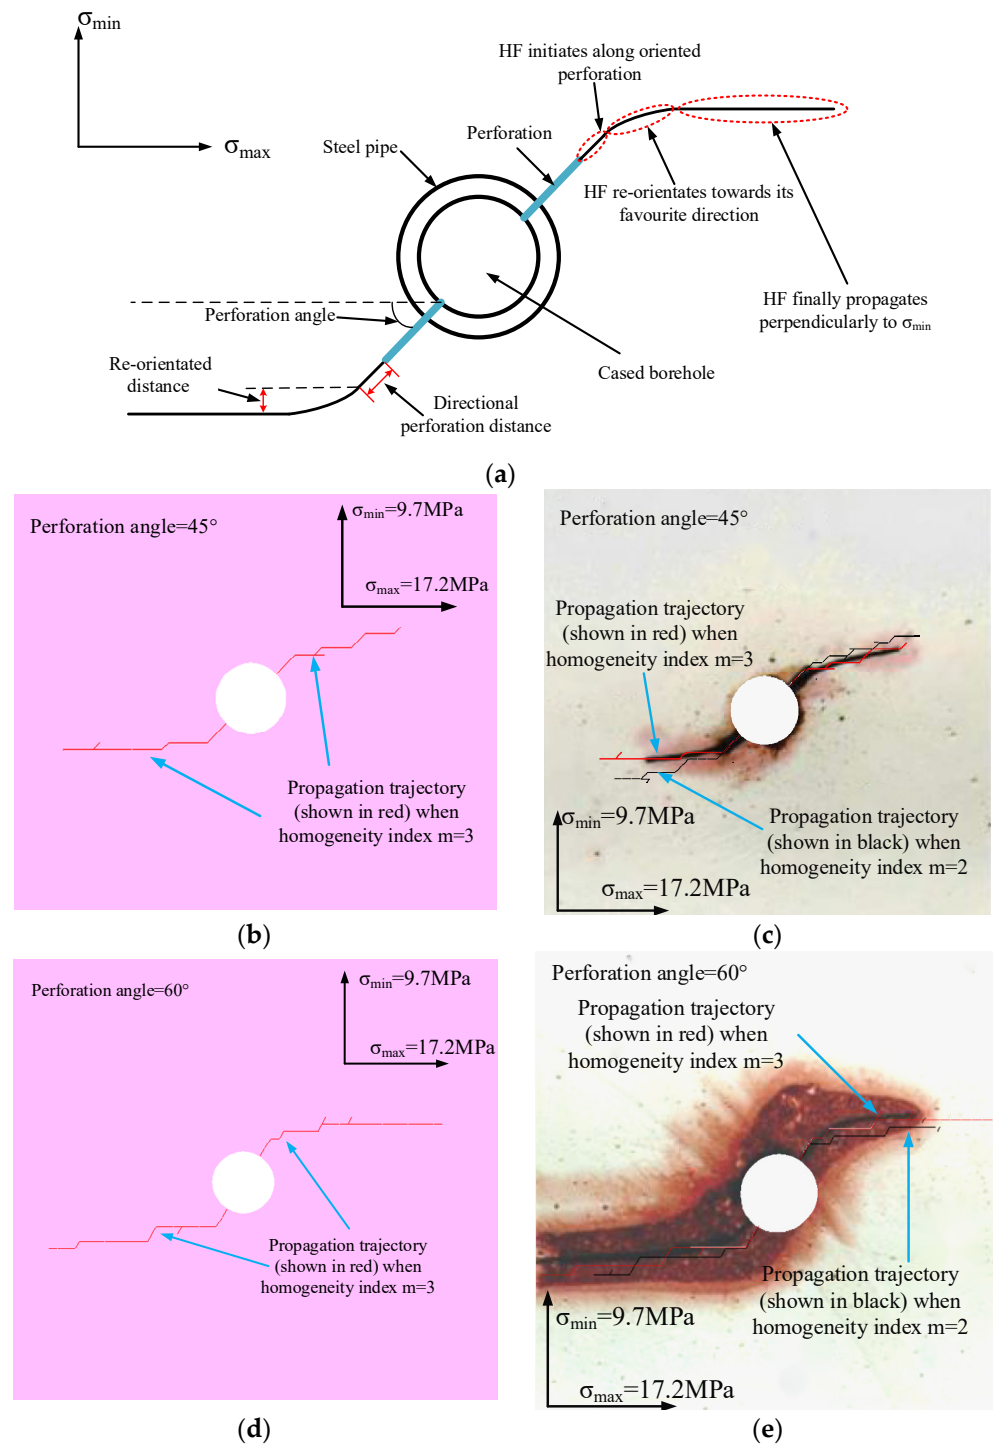 σmin
σmax
HF initiates along oriented
perforation
Perforation
Steel pipe
HF re-orientates towards its
favourite direction
HF finally propagates
perpendicularly to σmin
Perforation angle
Cased borehole
Re-orientated
distance
Directional
perforation distance
(a)
Perforation angle=45°
σmin=9.7MPa
σmax=17.2MPa
Propagation trajectory
(shown in red) when
homogeneity index m=3
(b)
Perforation angle=45°
Propagation trajectory
(shown in red) when
homogeneity index m=3
σmin=9.7MPa
Propagation trajectory
(shown in black) when
homogeneity index m=2
σmax=17.2MPa
(c)
Perforation angle=60°
σmin=9.7MPa
σmax=17.2MPa
Propagation trajectory
(shown in red) when
homogeneity index m=3
(d)
Perforation angle=60°
Propagation trajectory
(shown in red) when
homogeneity index m=3
Propagation trajectory
(shown in black) when
homogeneity index m=2
σmin=9.7MPa
σmax=17.2MPa
(e)